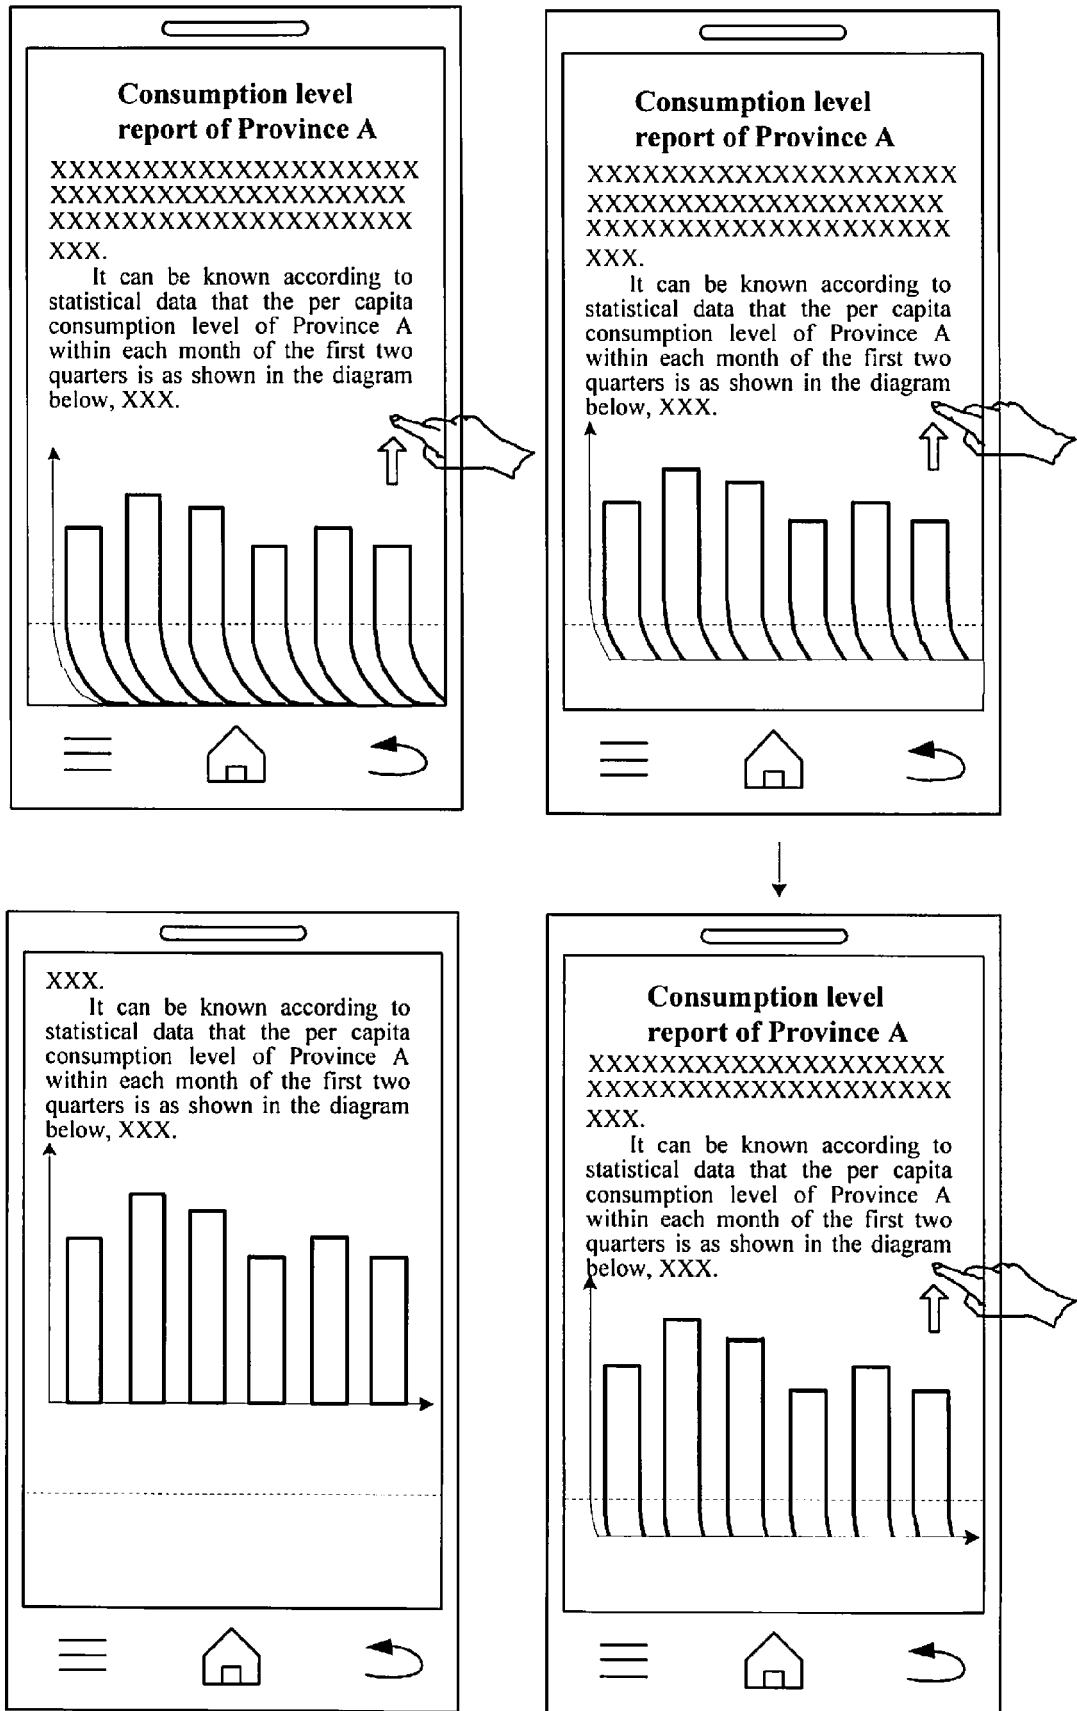 Consumption level
report of Province A
XXXXXXXXXXXXXXXXXXXX
XXXXXXXXXXXXXXXXXXX
XXXXXXXXXXXXXXXXXXXX
XXX.
It can be known according to
statistical data that the per capita
consumption level of Province A
within each month of the first two
quarters is as shown in the diagram
below, XXX.
Consumption level
report of Province A
XXXXXXXXXXXXXXXXXXXX
XXXXXXXXXXXXXXXXXXX
XXXXXXXXXXXXXXXXXXXX
XXX.
It can be known according to
statistical data that the per capita
consumption level of Province A
within each month of the first two
quarters is as shown in the diagram
below, XXX.
XXX.
It can be known according to
statistical data that the per capita
consumption level of Province A
within each month of the first two
quarters is as shown in the diagram
below, XXX.
Consumption level
report of Province A
XXXXXXXXXXXXXXXXXXX
XXXXXXXXXXXXXXXXXXXX
XXX.
It can be known according to
statistical data that the per capita
consumption level of Province A
within each month of the first two
quarters is as shown in the diagram
below, XXX.